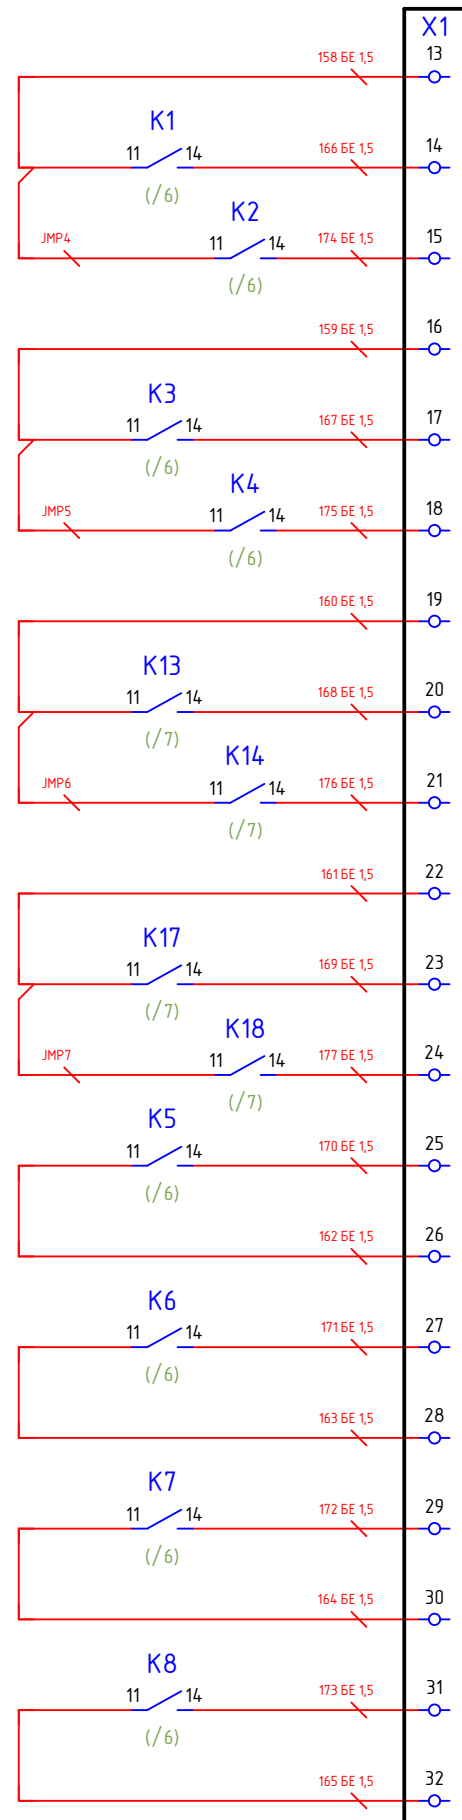 X1
158 БЕ 1,5
13
K1
11
14
166 БЕ 1,5
14
(/6)
K2
JMP4
11
14
174 БЕ 1,5
15
(/6)
159 БЕ 1,5
16
K3
11
14
167 БЕ 1,5
17
(/6)
K4
JMP5
11
14
175 БЕ 1,5
18
(/6)
160 БЕ 1,5
19
K13
11
14
168 БЕ 1,5
20
(/7)
K14
JMP6
11
14
176 БЕ 1,5
21
(/7)
161 БЕ 1,5
22
K17
11
14
169 БЕ 1,5
23
(/7)
K18
JMP7
11
14
177 БЕ 1,5
24
(/7)
K5
11
14
170 БЕ 1,5
25
(/6)
162 БЕ 1,5
26
K6
11
14
171 БЕ 1,5
27
(/6)
163 БЕ 1,5
28
K7
11
14
172 БЕ 1,5
29
(/6)
164 БЕ 1,5
30
K8
11
14
173 БЕ 1,5
31
(/6)
165 БЕ 1,5
32